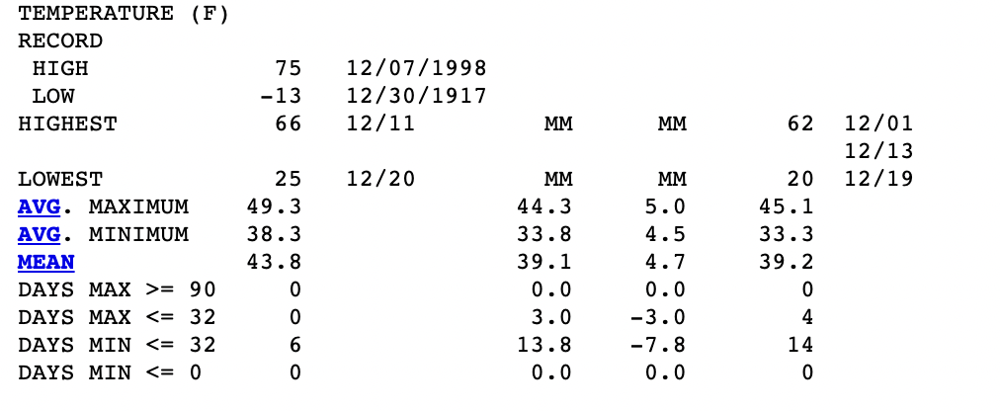 TEMPERATURE (F)
RECORD
HIGH 75 12/07/1998
LOW -13 12/30/1917
HIGHEST 66 12/11 MM MM 62 12/01
12/13
LOWEST 25 12/20 MM MM 20 12/19
AVG. MAXIMUM 49.3 44.3 5.0 45.1
AVG. MINIMUM 38.3 33.8 4.5 33.3
MEAN 43.8 39.1 4.7 39.2
DAYS MAX >= 90 0 0.0 0.0 0
DAYS MAX <= 32 0 3.0 -3.0 4
DAYS MIN <= 32 6 13.8 -7.8 14
DAYS MIN <= 0 0 0.0 0.0 0